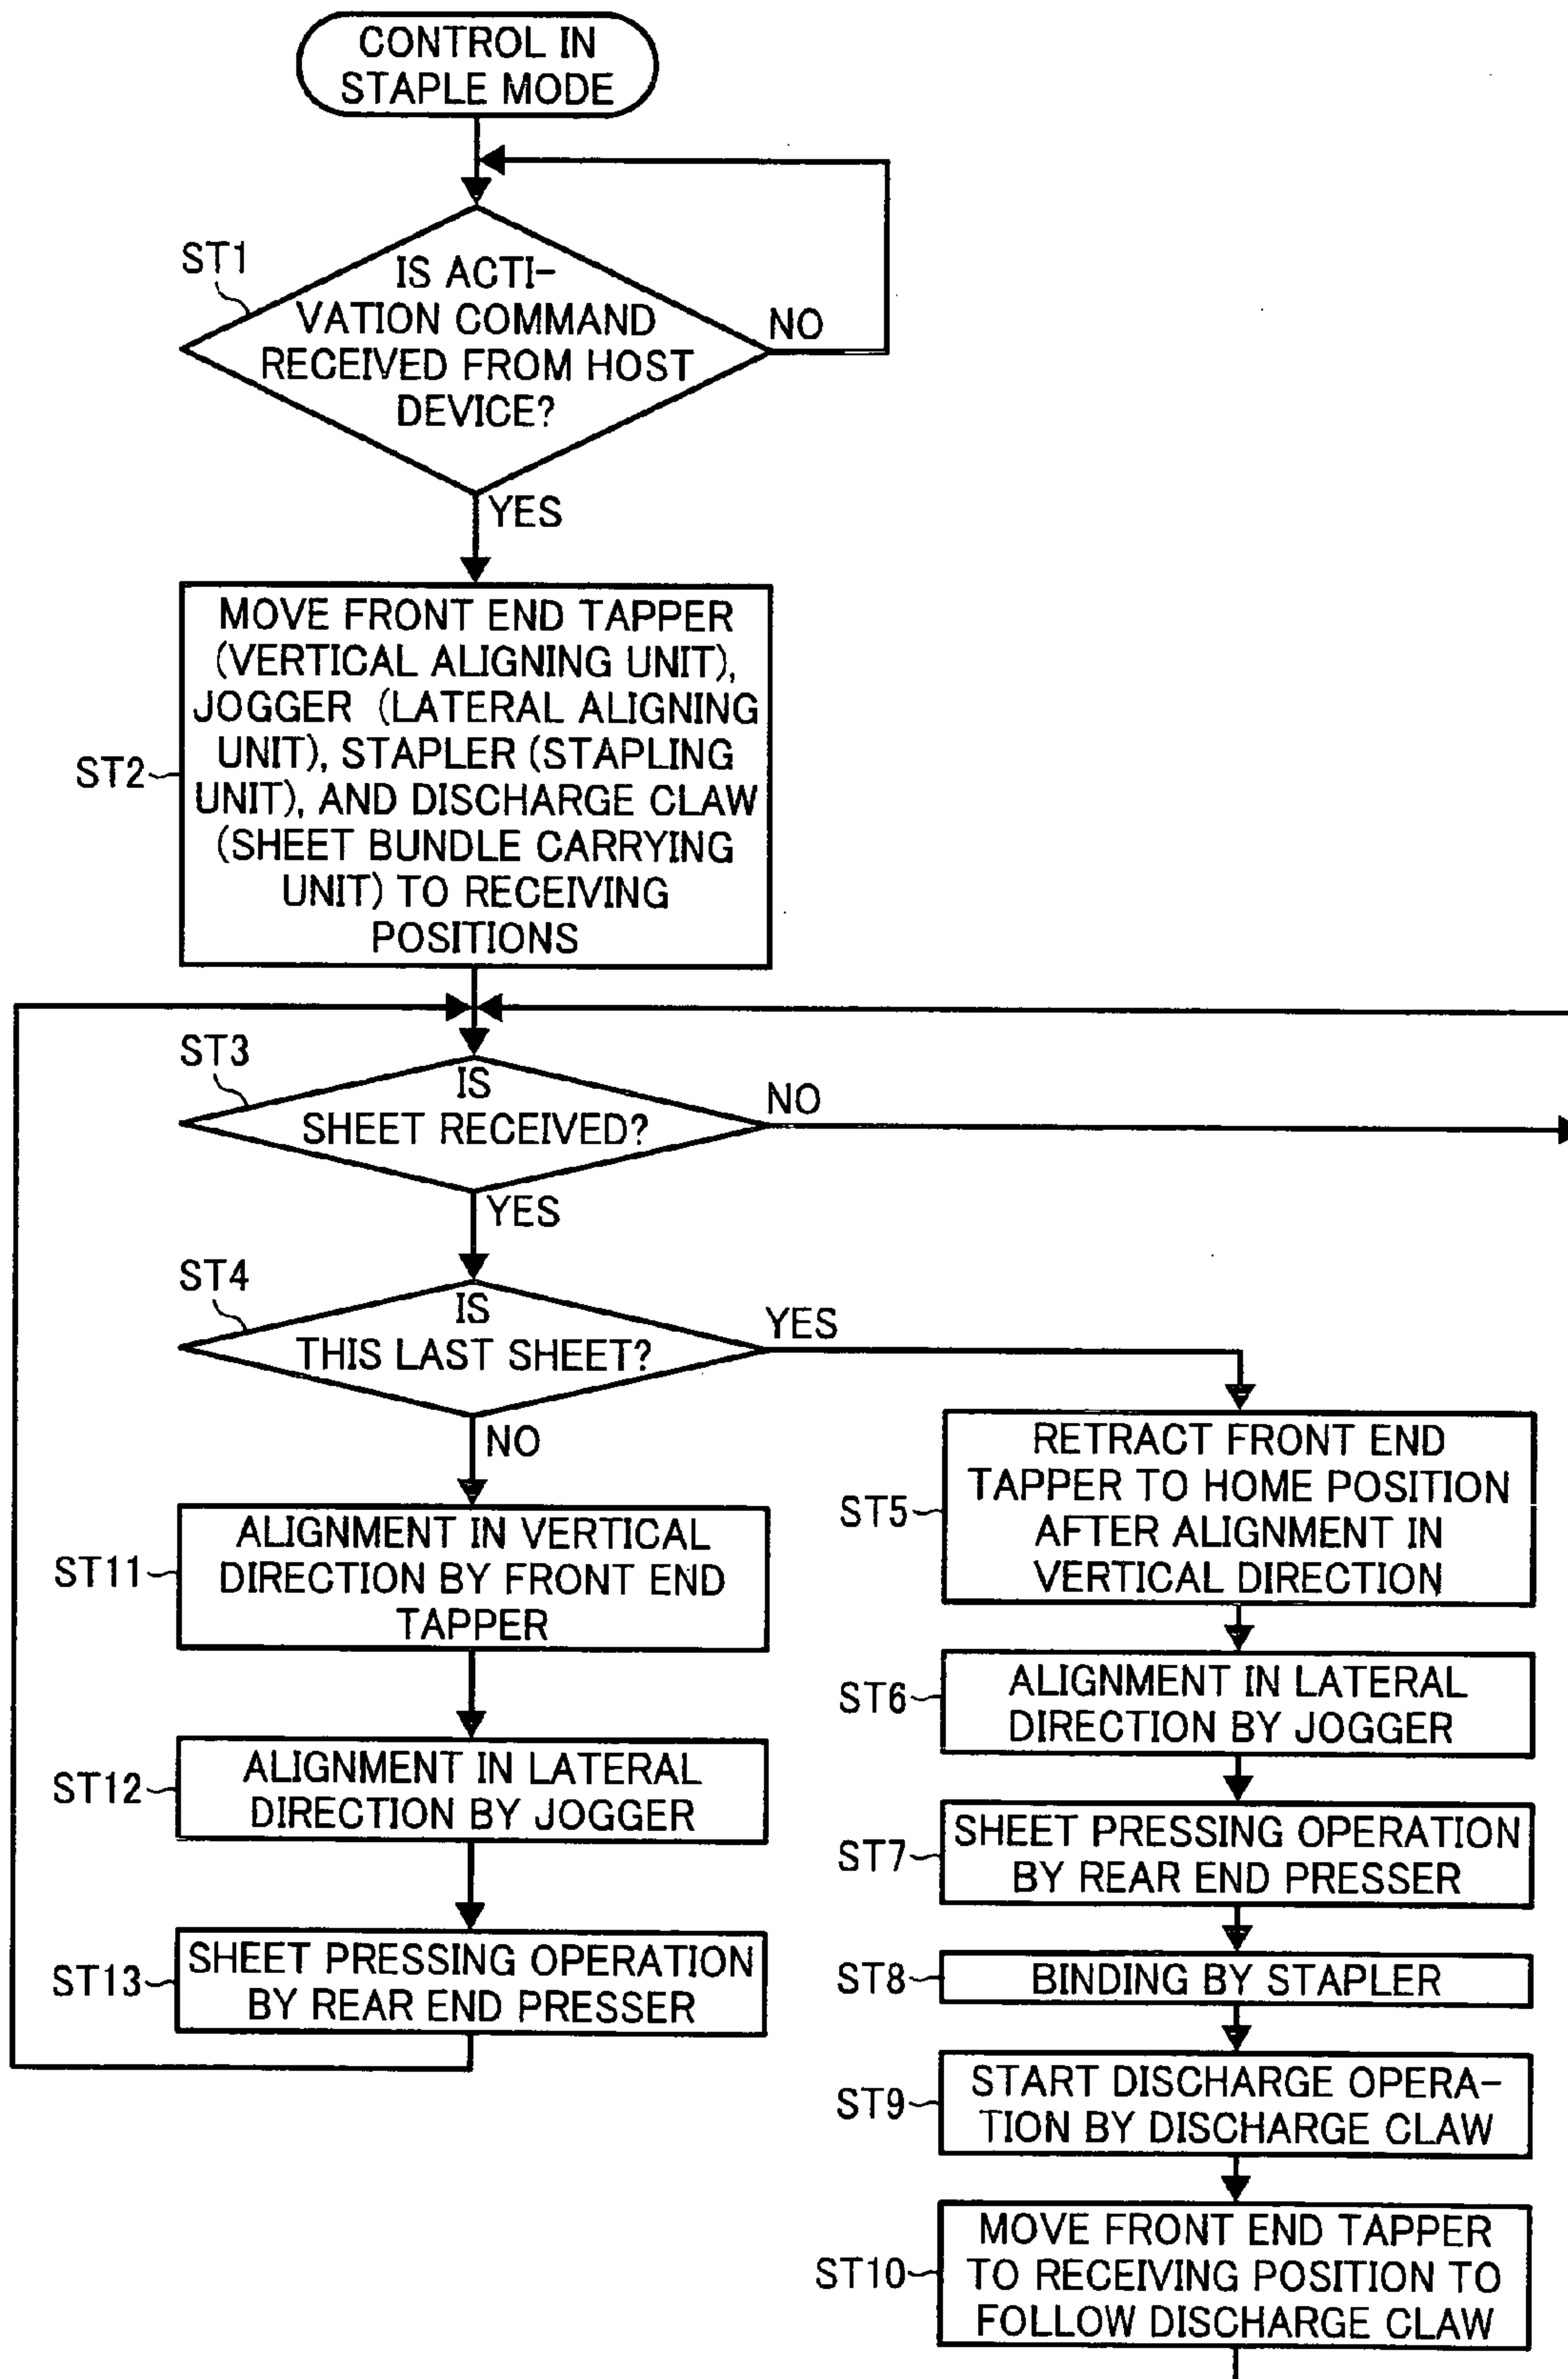 CONTROL IN
STAPLE MODE
ST1
IS ACTI-
VATION COMMAND
RECEIVED FROM HOST
DEVICE?
NO
YES
ST2
MOVE FRONT END TAPPER
(VERTICAL ALIGNING UNIT),
JOGGER (LATERAL ALIGNING
UNIT), STAPLER (STAPLING
UNIT), AND DISCHARGE CLAW
(SHEET BUNDLE CARRYING
UNIT) TO RECEIVING
POSITIONS
ST3
IS
SHEET RECEIVED?
NO
YES
ST4
IS
THIS LAST SHEET?
YES
NO
ST11
ALIGNMENT IN VERTICAL
DIRECTION BY FRONT END
TAPPER
ST12
ALIGNMENT IN LATERAL
DIRECTION BY JOGGER
ST13
SHEET PRESSING OPERATION
BY REAR END PRESSER
ST5
RETRACT FRONT END
TAPPER TO HOME POSITION
AFTER ALIGNMENT IN
VERTICAL DIRECTION
ST6
ALIGNMENT IN LATERAL
DIRECTION BY JOGGER
ST7
SHEET PRESSING OPERATION
BY REAR END PRESSER
ST8
BINDING BY STAPLER
ST9
START DISCHARGE OPERA-
TION BY DISCHARGE CLAW
ST10
MOVE FRONT END TAPPER
TO RECEIVING POSITION TO
FOLLOW DISCHARGE CLAW